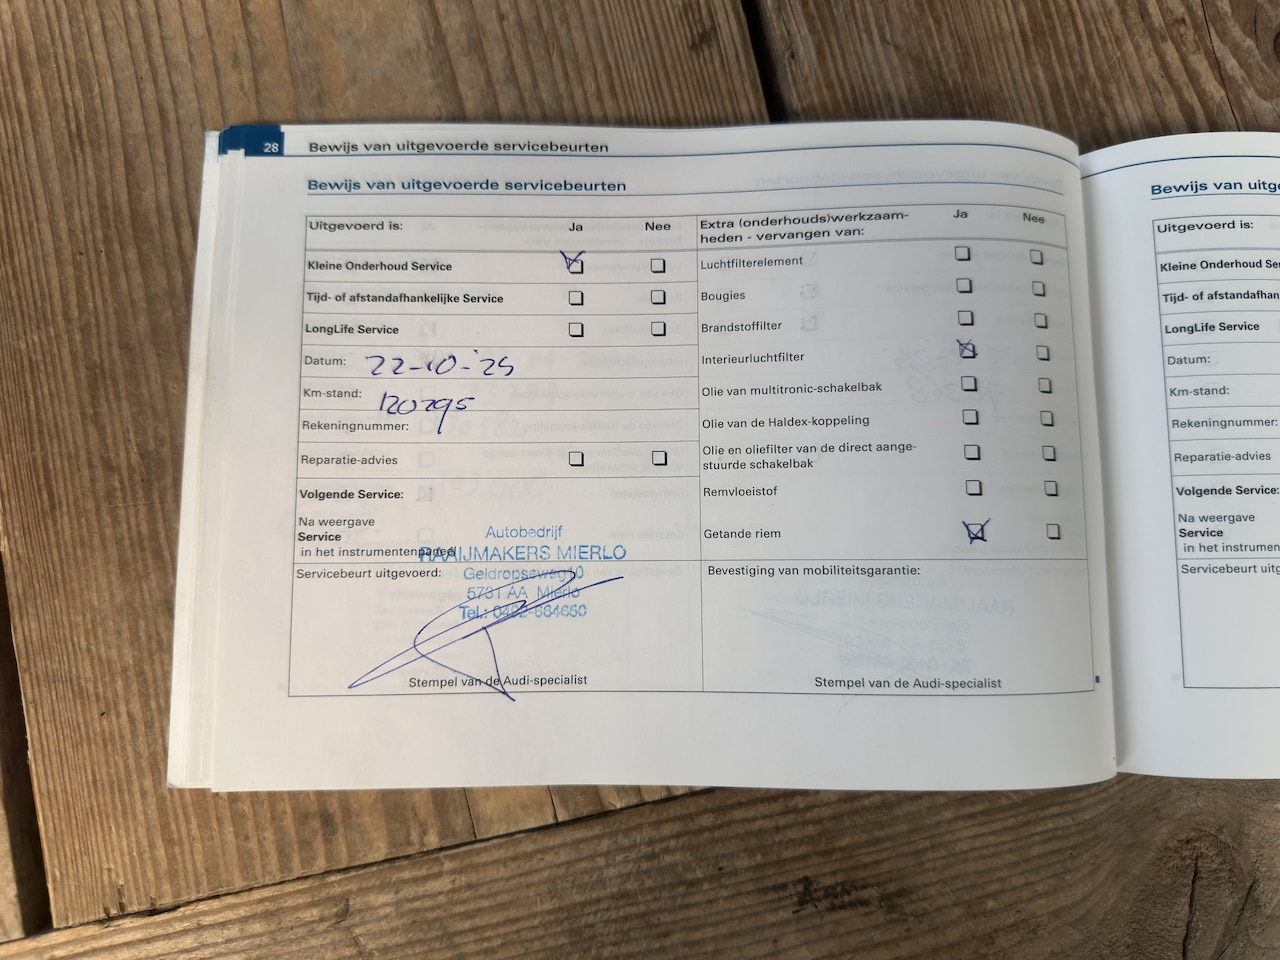 28 Bewijs van uitgevoerde servicebeurten
Bewijs van uitgevoerde servicebeurten
Uitgevoerd is: Ja Nee
Kleine Onderhoud Service
Tijd- of afstandafhankelijke Service
LongLife Service
Datum: 22-10-'25
Km-stand: 120795
Rekeningnummer:
Reparatie-advies
Volgende Service:
Na weergave
Service
in het instrumentenpaneel
Autobedrijf
RAAIJMAKERS MIERLO
Geldropseweg 10
5731 AA Mierlo
Tel.: 0492-664650
Servicebeurt uitgevoerd:
Stempel van de Audi-specialist
Extra (onderhouds)werkzaam-
heden - vervangen van: Ja Nee
Luchtfilterelement
Bougies
Brandstoffilter
Interieurluchtfilter
Olie van multitronic-schakelbak
Olie van de Haldex-koppeling
Olie en oliefilter van de direct aange-
stuurde schakelbak
Remvloeistof
Getande riem
Bevestiging van mobiliteitsgarantie:
Stempel van de Audi-specialist
Bewijs van
Uitgevoerd is:
Kleine Onderhoud
Tijd- of
LongLife Service
Datum:
Km-stand:
Rekeningnummer:
Reparatie-advies
Volgende Service:
Na weergave
Service
in het
Servicebeurt